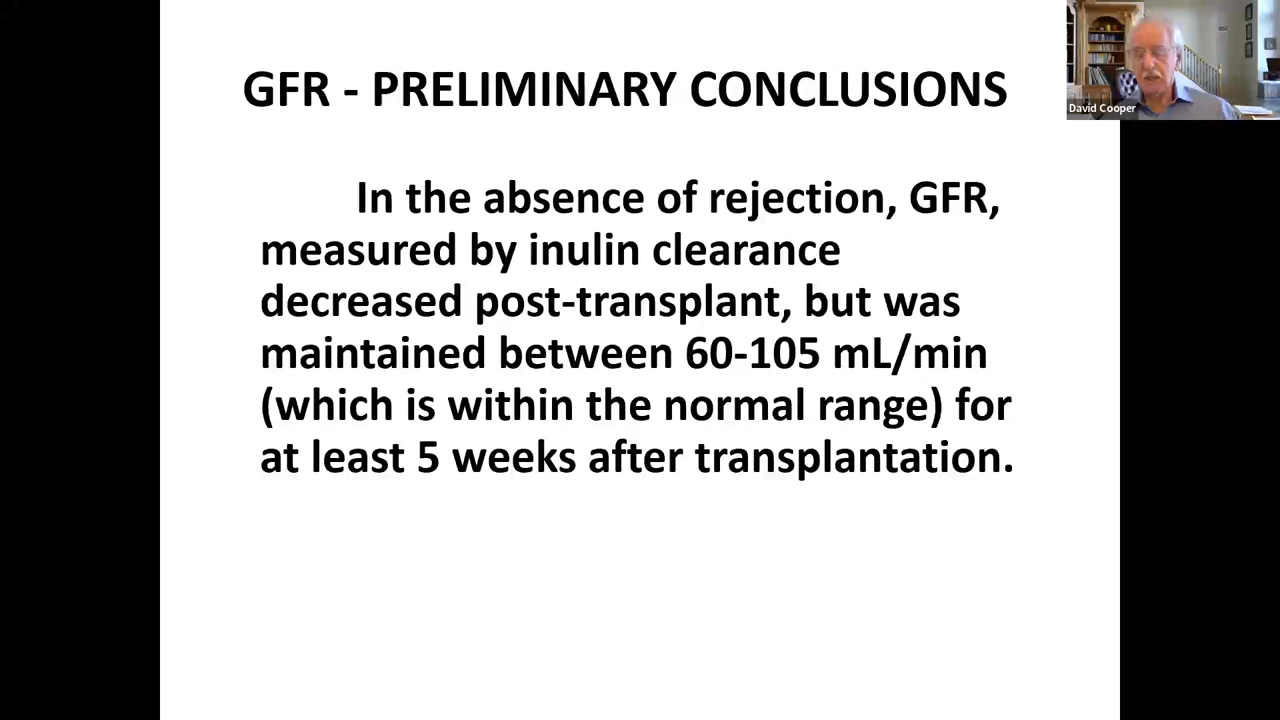 GFR - PRELIMINARY CONCLUSIONS
In the absence of rejection, GFR,
measured by inulin clearance
decreased post-transplant, but was
maintained between 60-105 mL/min
(which is within the normal range) for
at least 5 weeks after transplantation.
David Cooper